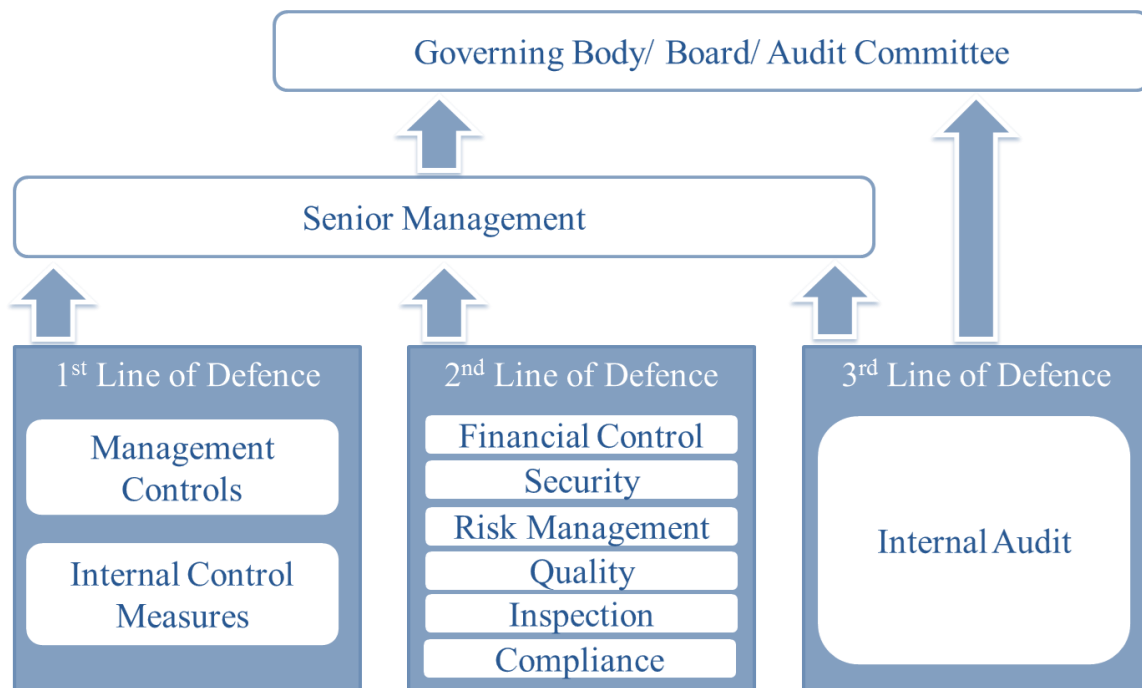 Governing Body/ Board/ Audit Committee
Senior Management
1st Line of Defence
Management
Controls
Internal Control
Measures
2nd Line of Defence
Financial Control
Security
Risk Management
Quality
Inspection
Compliance
3rd Line of Defence
Internal Audit